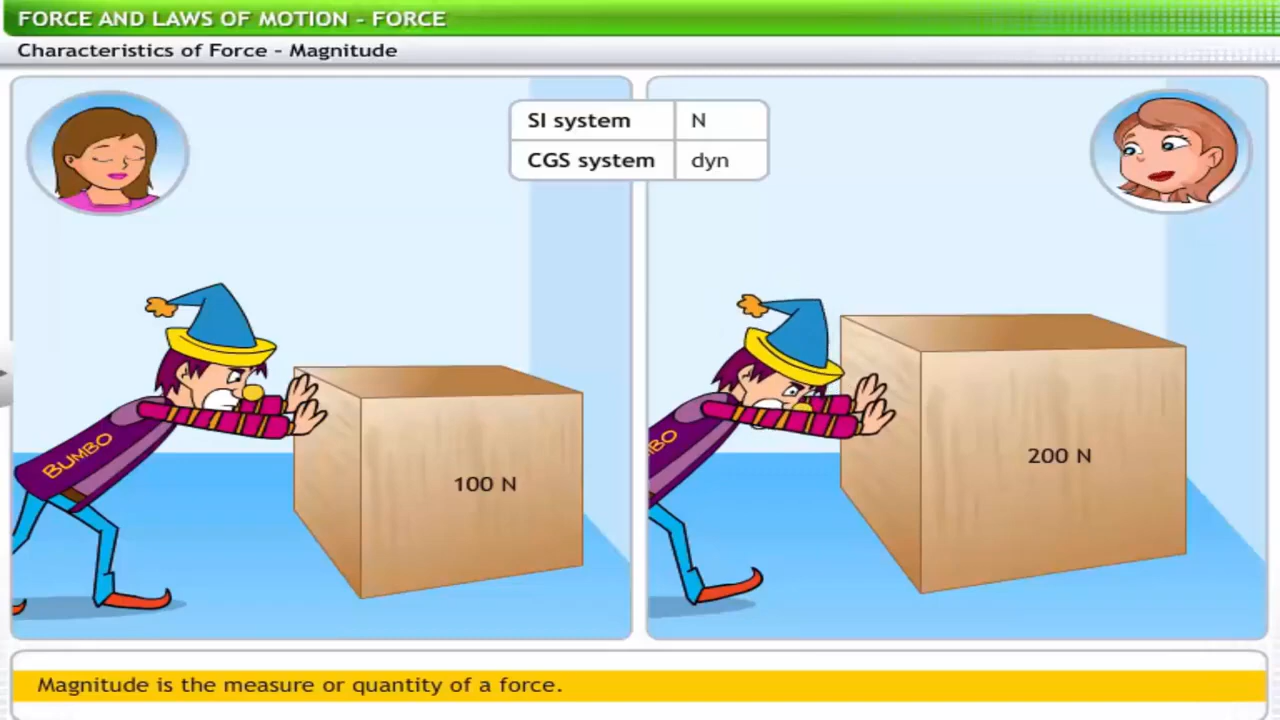 FORCE AND LAWS OF MOTION - FORCE
Characteristics of Force - Magnitude
SI system N
CGS system dyn
BUMBO
100 N
BO
200 N
Magnitude is the measure or quantity of a force.